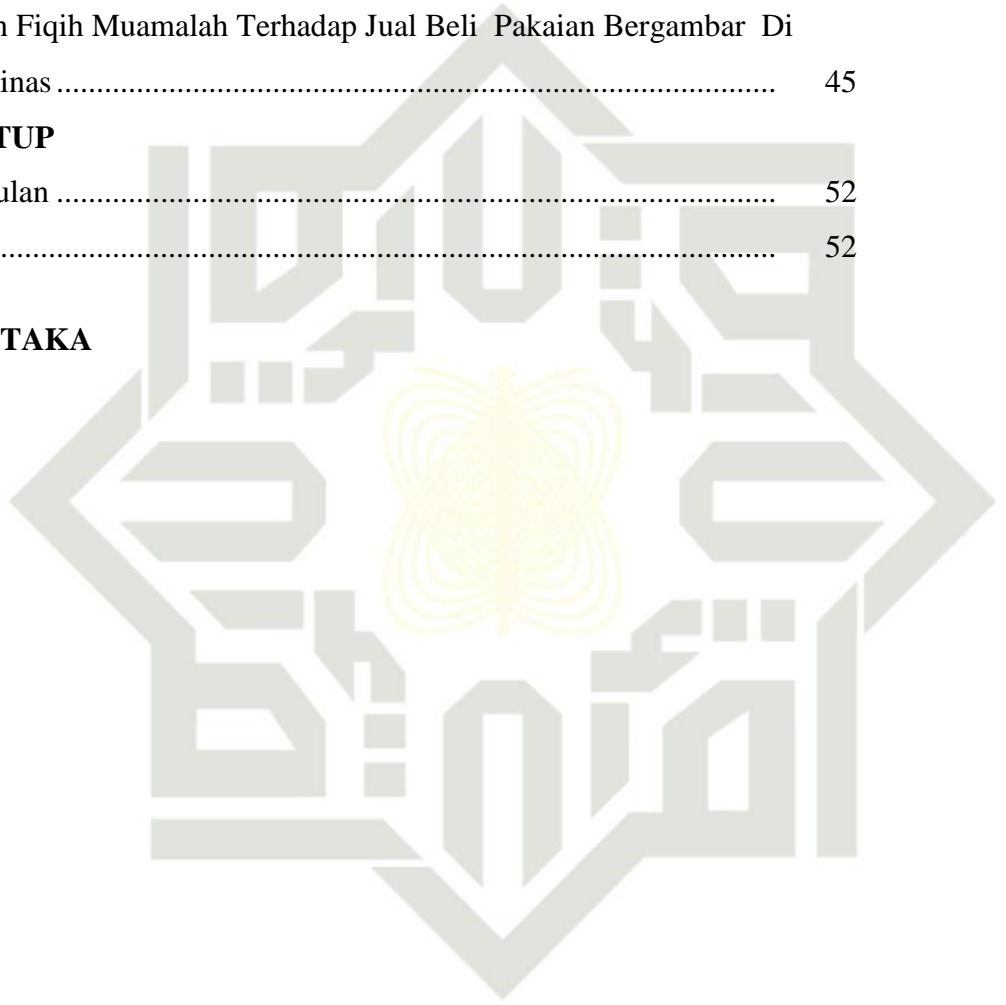 n Fiqih Muamalah Terhadap Jual Beli Pakaian Bergambar Di
inas ........................................................................................... 45
TUP
ulan ........................................................................................... 52
........................................................................................... 52
TAKA